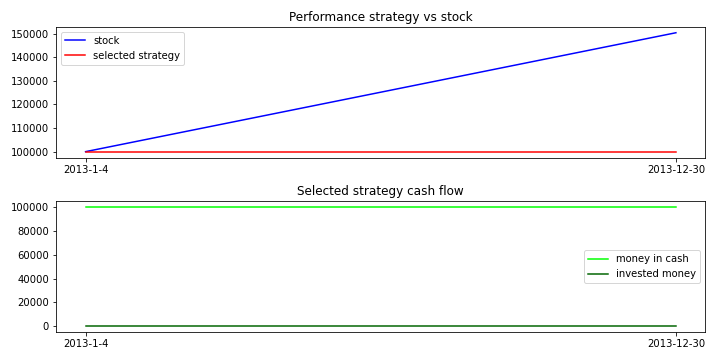 Performance strategy vs stock
150000
140000
130000
120000
110000
100000
stock
selected strategy
2013-1-4
2013-12-30
Selected strategy cash flow
100000
80000
60000
40000
20000
0
money in cash
invested money
2013-1-4
2013-12-30